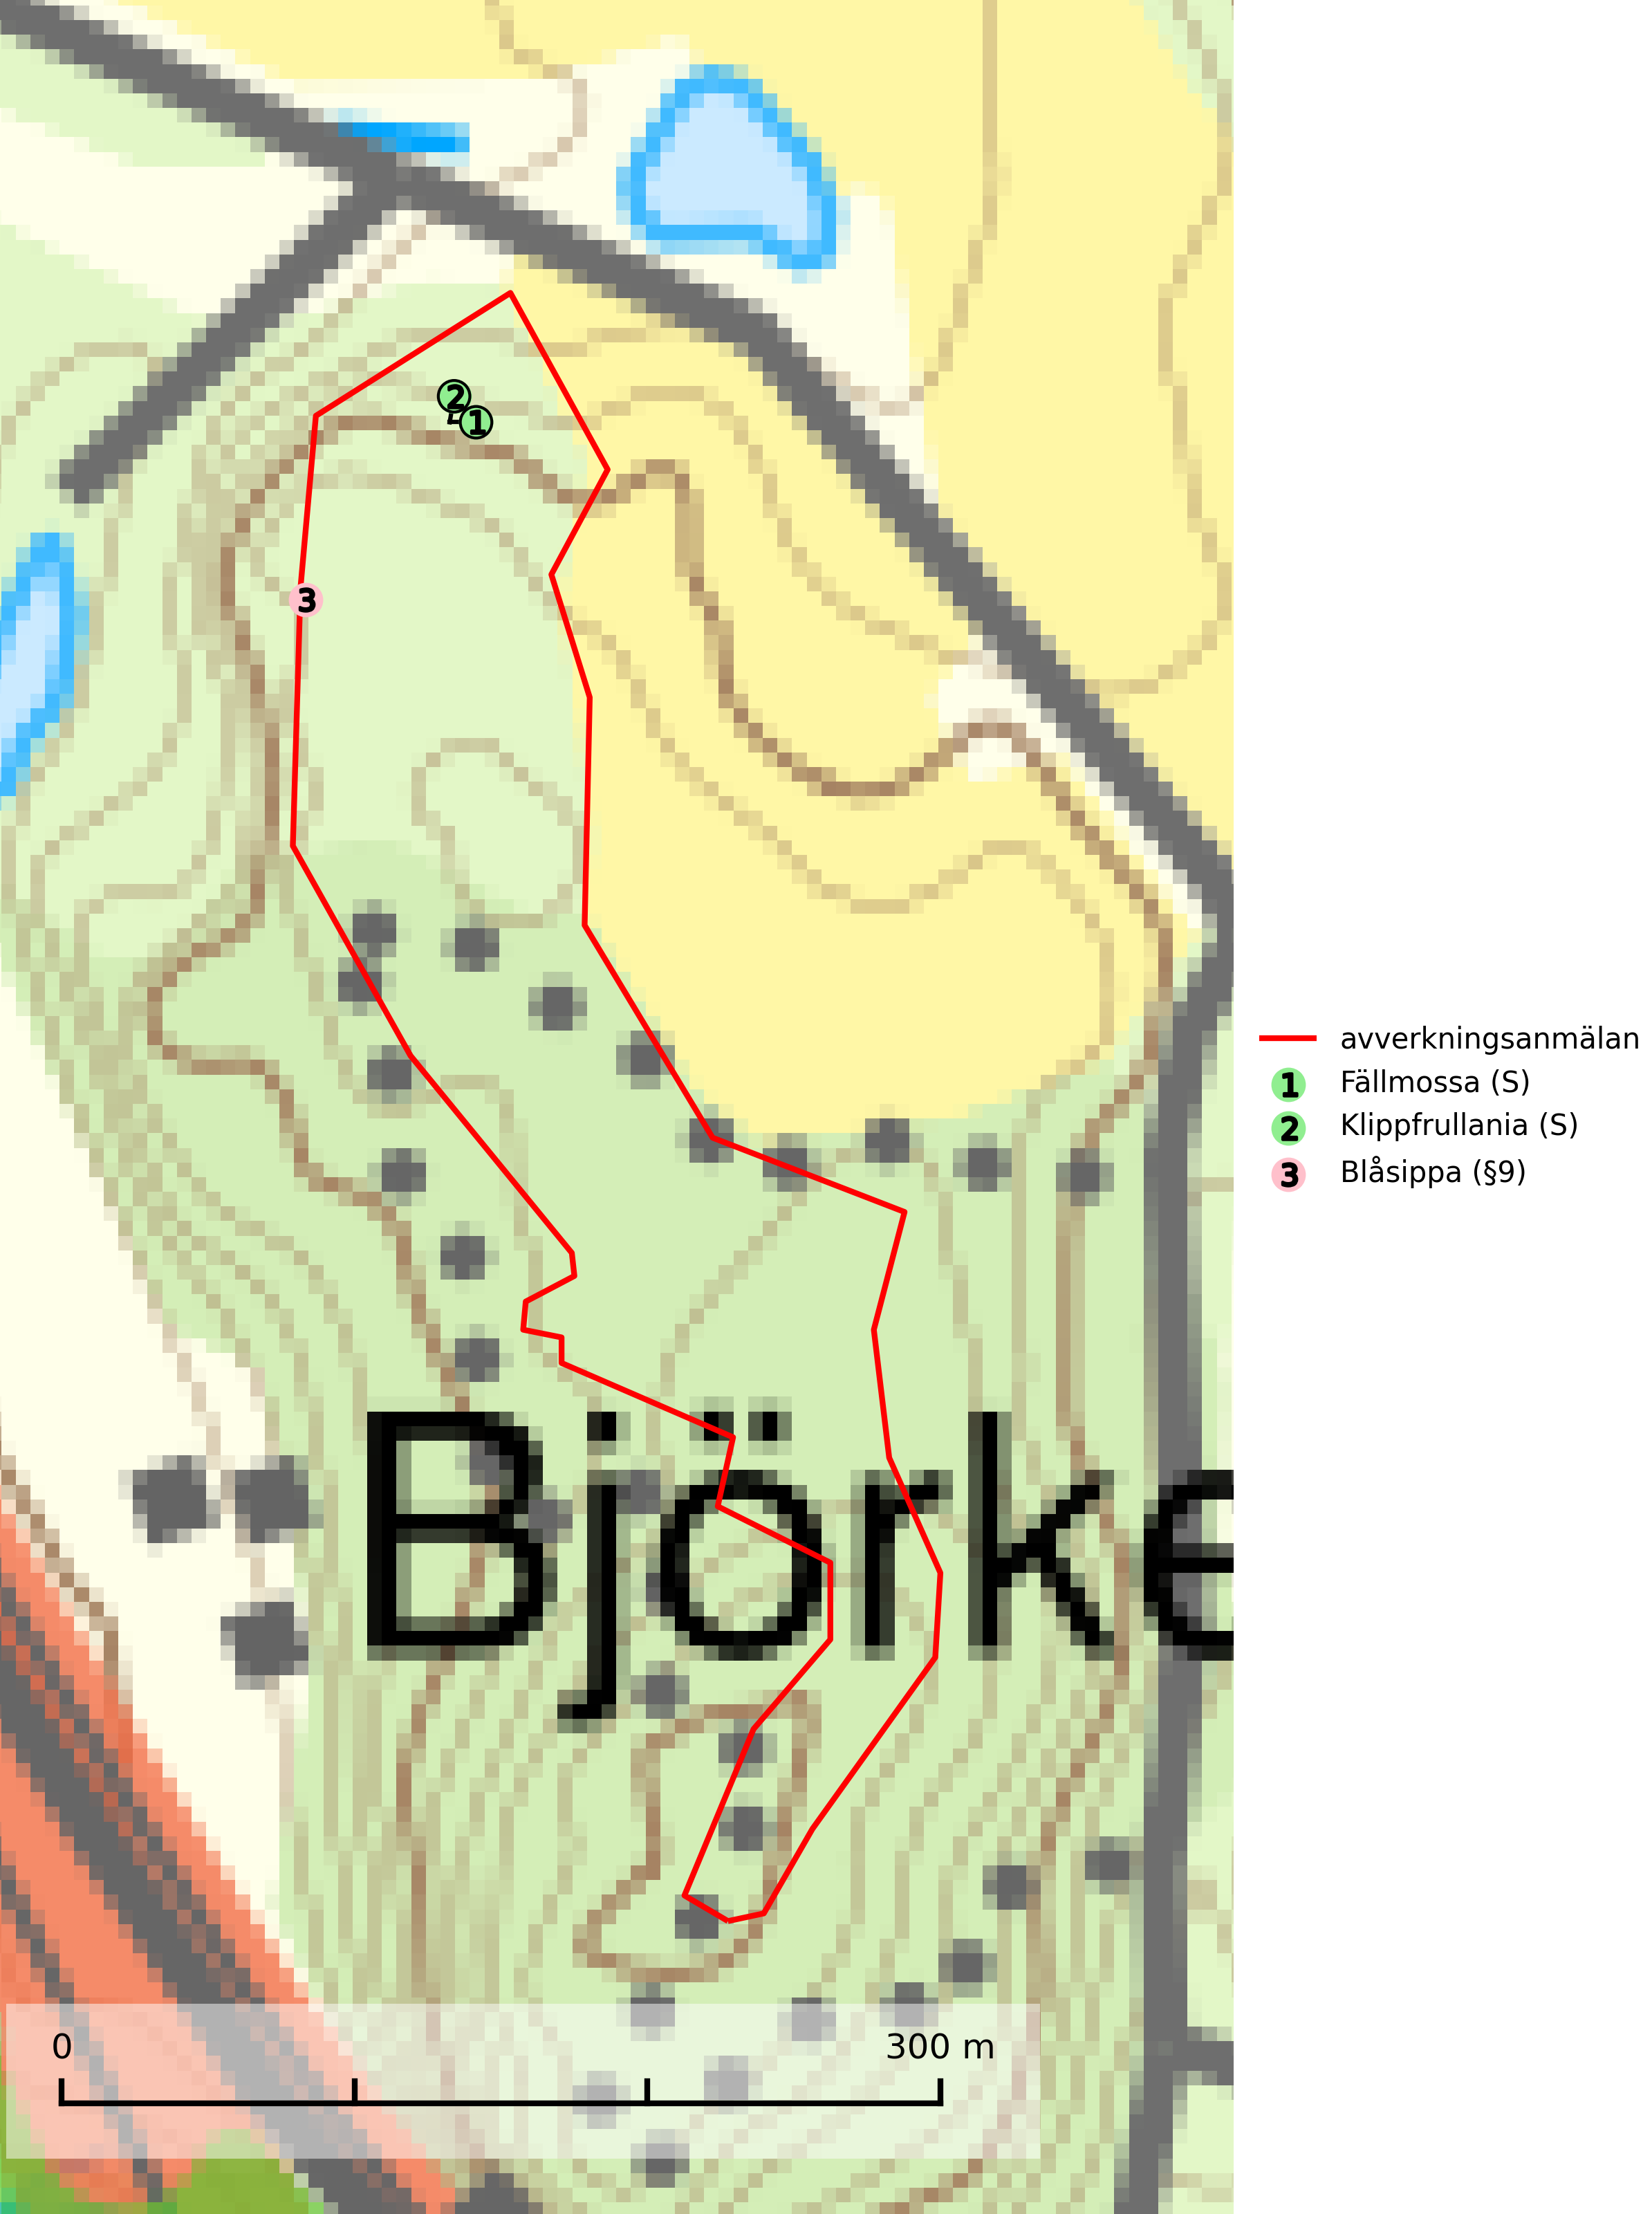 2
1
3
avverkningsanmälan
1 Fällmossa (S)
2 Klippfrullania (S)
3 Blåsippa (§9)
Björke
0 300 m